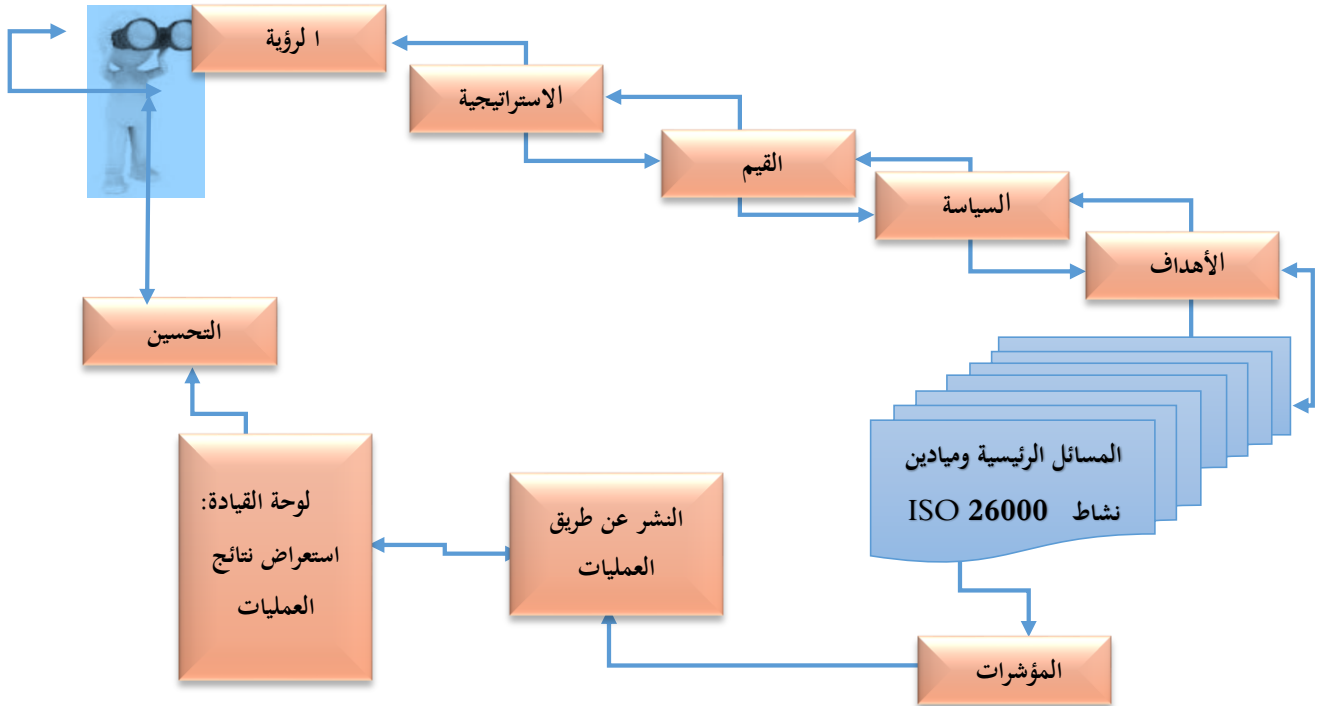 ا لرؤية
الاستراتيجية
القيم
السياسة
الأهداف
المسائل الرئيسية وميادين
نشاط ISO 26000
المؤشرات
النشر عن طريق
العمليات
لوحة القيادة:
استعراض نتائج
العمليات
التحسين